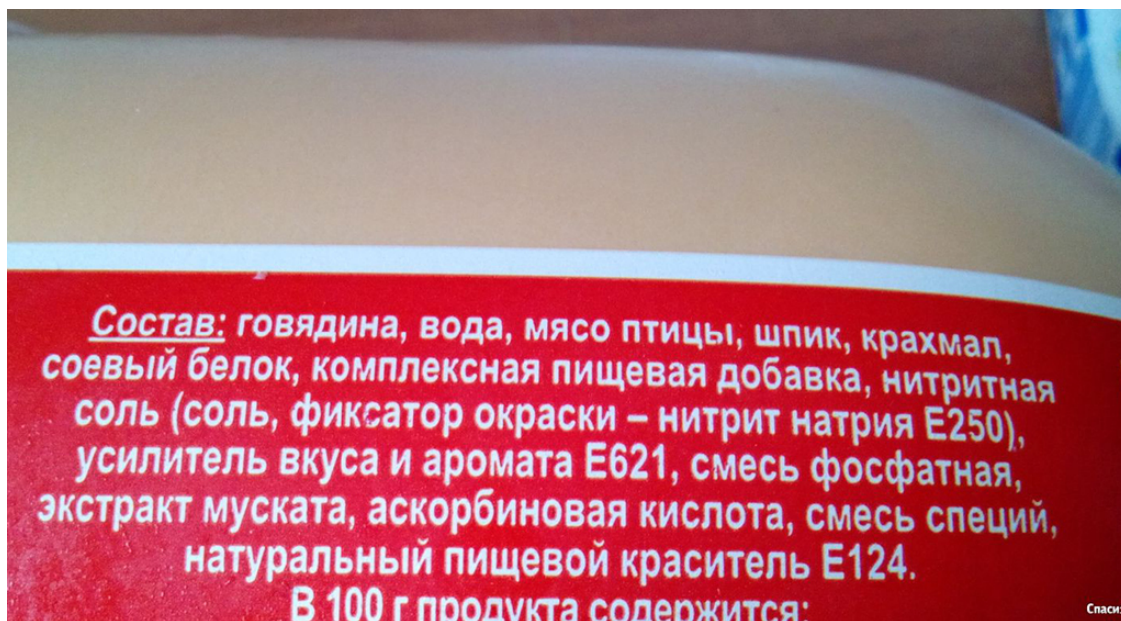 Состав: говядина, вода, мясо птицы, шпик, крахмал,
соевый белок, комплексная пищевая добавка, нитритная
соль (соль, фиксатор окраски – нитрит натрия Е250),
усилитель вкуса и аромата Е621, смесь фосфатная,
экстракт муската, аскорбиновая кислота, смесь специй,
натуральный пищевой краситель Е124.
В 100 г продукта содержится: